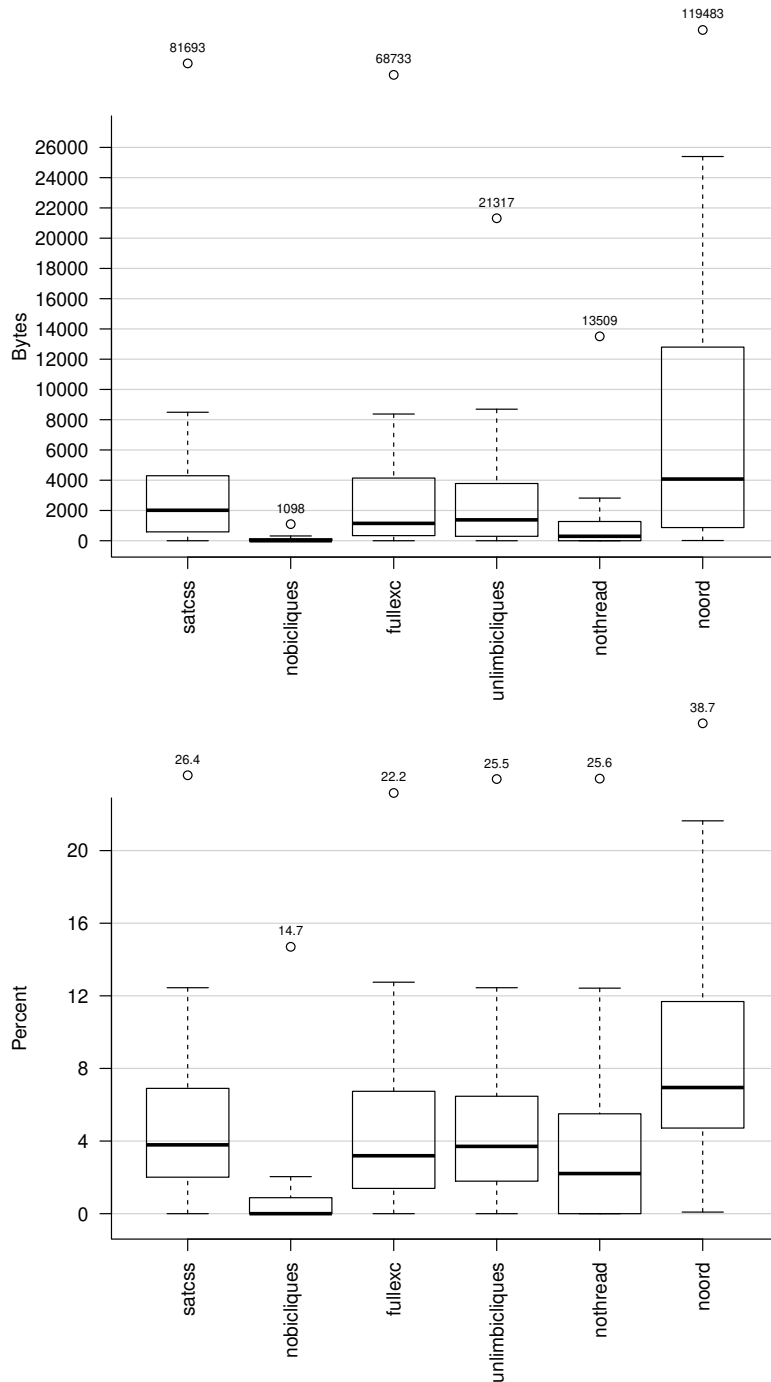 119483
81693
68733
26000
24000
22000
21317
20000
18000
16000
14000
13509
12000
10000
8000
6000
4000
2000
1098
0
Bytes
satcss
nobicliques
fullexc
unlimbicliques
nothread
noord
38.7
26.4
22.2
25.5
25.6
20
16
14.7
12
8
4
0
Percent
satcss
nobicliques
fullexc
unlimbicliques
nothread
noord